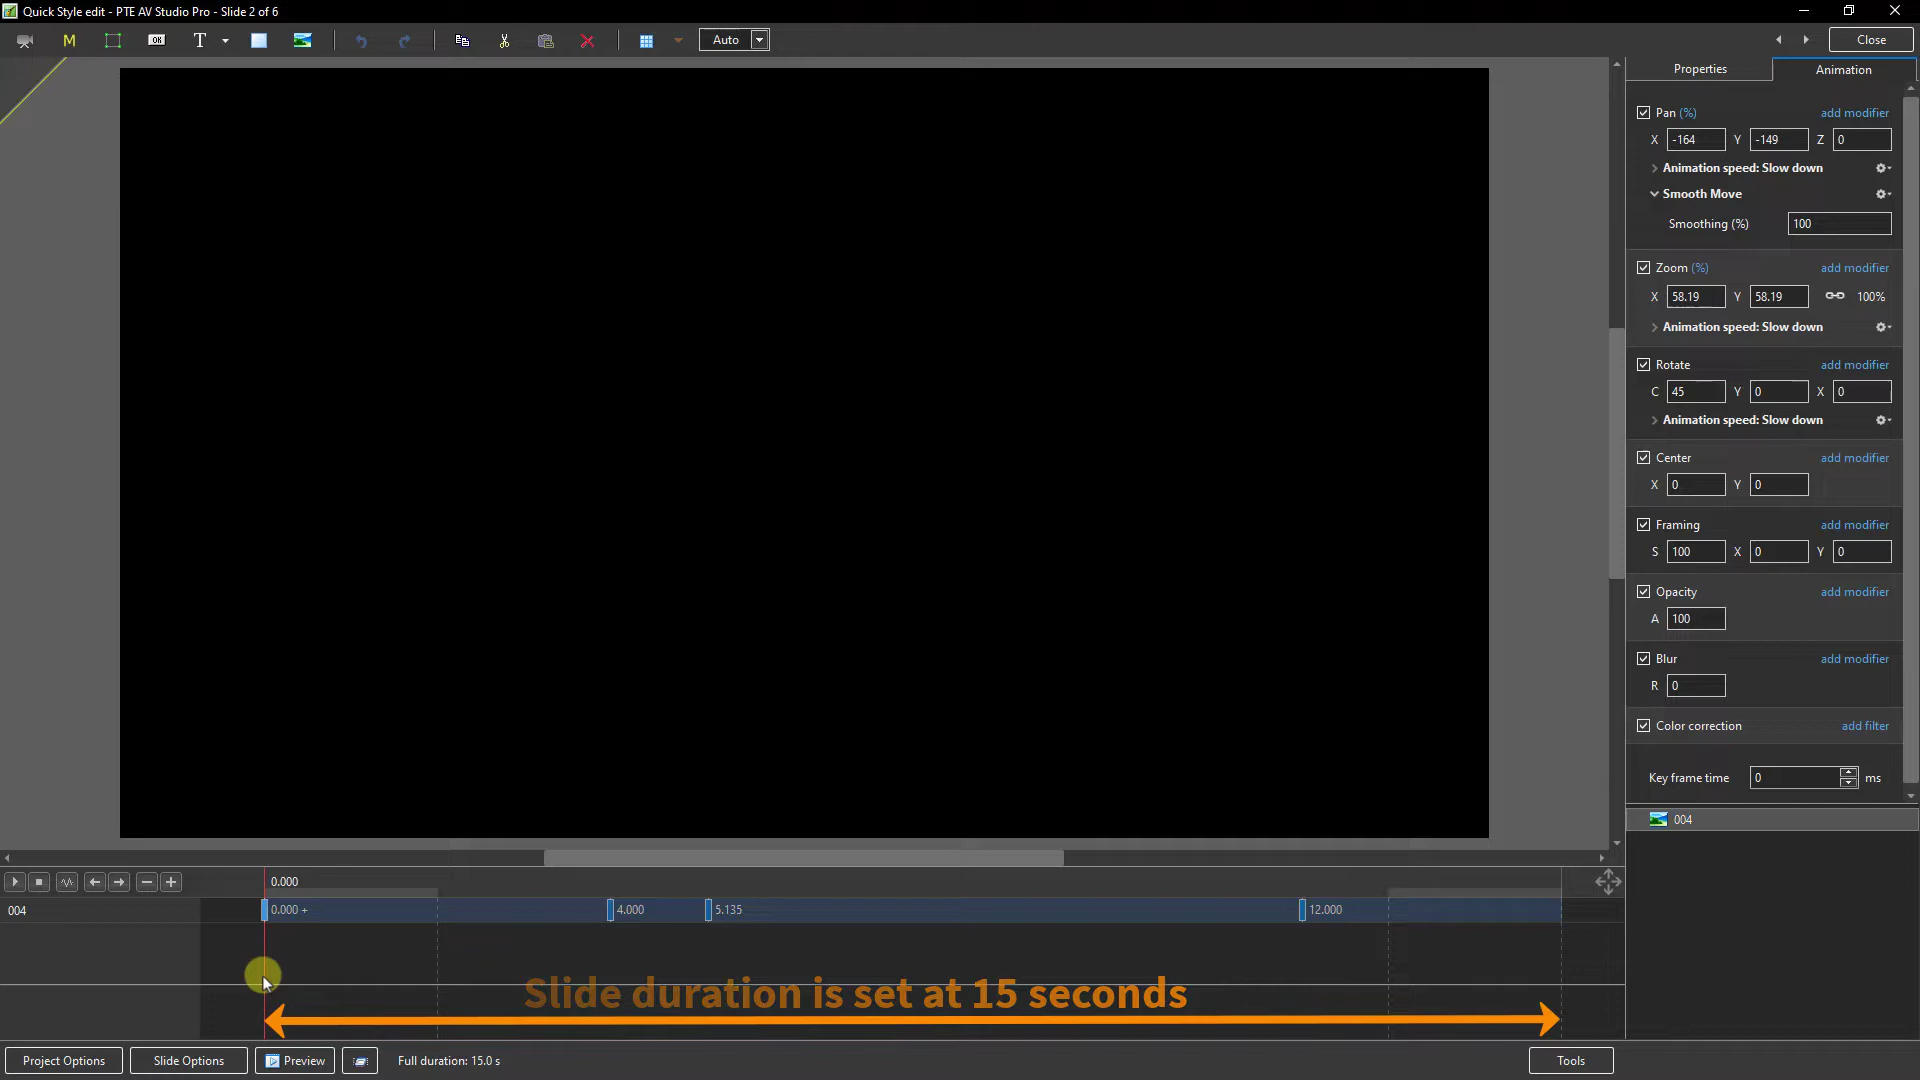 Quick Style edit - PTE AV Studio Pro - Slide 2 of 6
M OK T Auto Close
Properties Animation
Pan (%) add modifier
X -164 Y -149 Z 0
Animation speed: Slow down
Smooth Move
Smoothing (%) 100
Zoom (%) add modifier
X 58.19 Y 58.19 100%
Animation speed: Slow down
Rotate add modifier
C 45 Y 0 X 0
Animation speed: Slow down
Center add modifier
X 0 Y 0
Framing add modifier
S 100 X 0 Y 0
Opacity add modifier
A 100
Blur add modifier
R 0
Color correction add filter
Key frame time 0 ms
004
0.000
004 0.000 + 4.000 5.135 12.000
Slide duration is set at 15 seconds
Project Options Slide Options Preview Full duration: 15.0 s Tools